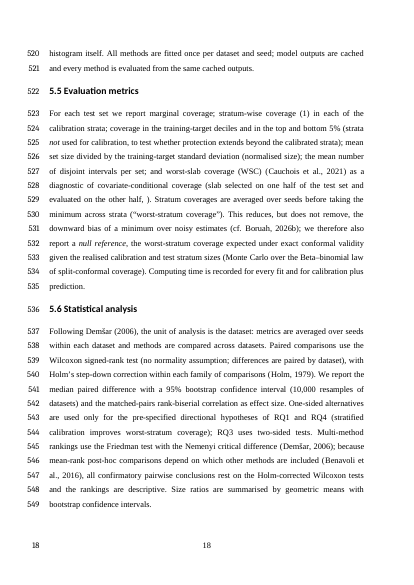 520 histogram itself. All methods are fitted once per dataset and seed; model outputs are cached
521 and every method is evaluated from the same cached outputs.
522 5.5 Evaluation metrics
523 For each test set we report marginal coverage; stratum-wise coverage (1) in each of the
524 calibration strata; coverage in the training-target deciles and in the top and bottom 5% (strata
525 not used for calibration, to test whether protection extends beyond the calibrated strata); mean
526 set size divided by the training-target standard deviation (normalised size); the mean number
527 of disjoint intervals per set; and worst-slab coverage (WSC) (Cauchois et al., 2021) as a
528 diagnostic of covariate-conditional coverage (slab selected on one half of the test set and
529 evaluated on the other half, ). Stratum coverages are averaged over seeds before taking the
530 minimum across strata (“worst-stratum coverage”). This reduces, but does not remove, the
531 downward bias of a minimum over noisy estimates (cf. Boruah, 2026b); we therefore also
532 report a null reference, the worst-stratum coverage expected under exact conformal validity
533 given the realised calibration and test stratum sizes (Monte Carlo over the Beta–binomial law
534 of split-conformal coverage). Computing time is recorded for every fit and for calibration plus
535 prediction.
536 5.6 Statistical analysis
537 Following Demšar (2006), the unit of analysis is the dataset: metrics are averaged over seeds
538 within each dataset and methods are compared across datasets. Paired comparisons use the
539 Wilcoxon signed-rank test (no normality assumption; differences are paired by dataset), with
540 Holm’s step-down correction within each family of comparisons (Holm, 1979). We report the
541 median paired difference with a 95% bootstrap confidence interval (10,000 resamples of
542 datasets) and the matched-pairs rank-biserial correlation as effect size. One-sided alternatives
543 are used only for the pre-specified directional hypotheses of RQ1 and RQ4 (stratified
544 calibration improves worst-stratum coverage); RQ3 uses two-sided tests. Multi-method
545 rankings use the Friedman test with the Nemenyi critical difference (Demšar, 2006); because
546 mean-rank post-hoc comparisons depend on which other methods are included (Benavoli et
547 al., 2016), all confirmatory pairwise conclusions rest on the Holm-corrected Wilcoxon tests
548 and the rankings are descriptive. Size ratios are summarised by geometric means with
549 bootstrap confidence intervals.
18 18